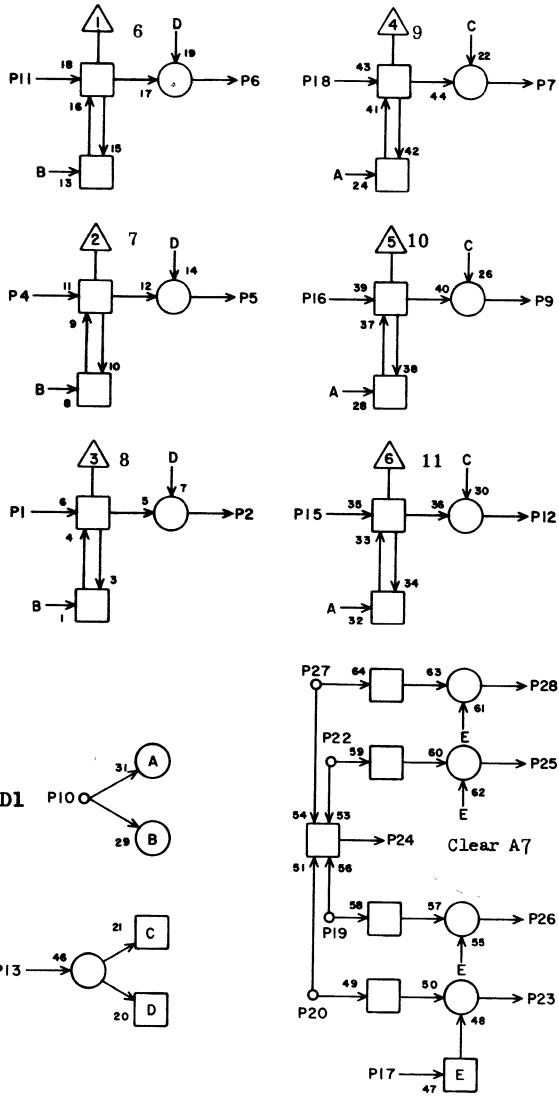 1 6 D
18 19
P11 17 P6
16
15
B
13
4 9 C
43 22
P18 44 P7
41
42
A
24
2 7 D
11 12 14
P4 P5
9
10
B
8
5 10 C
39 40 26
P16 P9
37
38
A
28
3 8 D
6 5 7
P1 P2
4
3
B
1
6 11 C
35 36 30
P15 P12
33
34
A
32
31 A
D1 P10
29 B
21 C
P13 46
20 D
P27 64 63 P28
61
E
P22 59 60 P25
62
E
54 53
P24
51 56
Clear A7
58 57 P26
P19 55
E
49 50 P23
P20 48
P17 E
47